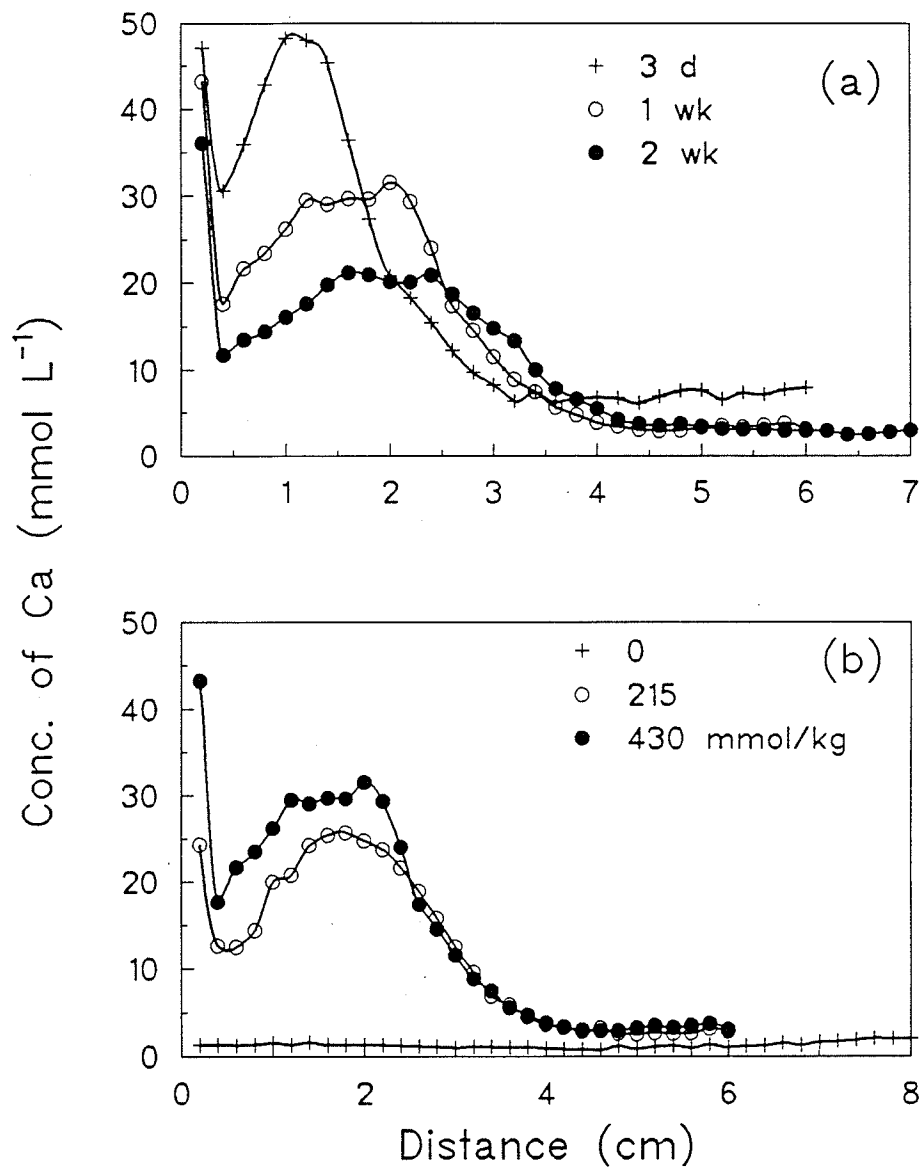 Conc. of Ca (mmol L⁻¹)
50
40
30
20
10
0
+ 3 d
○ 1 wk
● 2 wk
(a)
0 1 2 3 4 5 6 7
50
40
30
20
10
0
+ 0
○ 215
● 430 mmol/kg
(b)
0 2 4 6 8
Distance (cm)